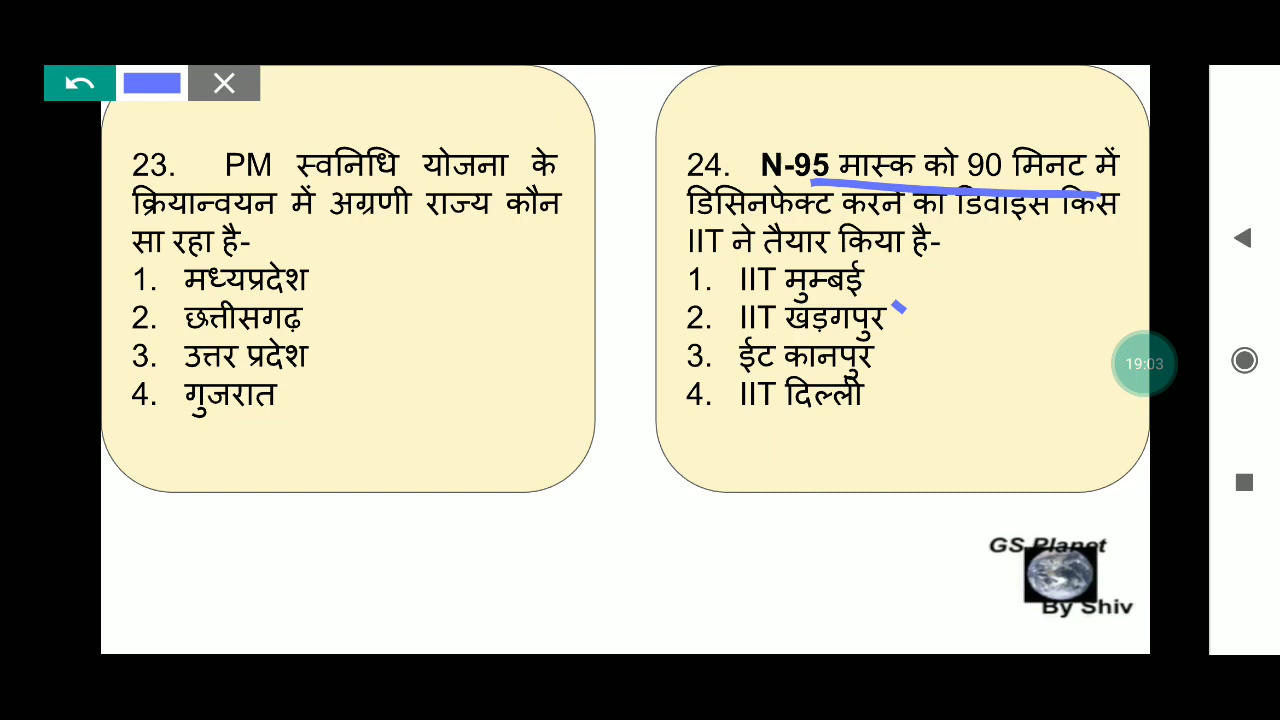 23. PM स्वनिधि योजना के
क्रियान्वयन में अग्रणी राज्य कौन
सा रहा है-
1. मध्यप्रदेश
2. छत्तीसगढ़
3. उत्तर प्रदेश
4. गुजरात
24. N-95 मास्क को 90 मिनट में
डिसिनफेक्ट करने का डिवाइस किस
IIT ने तैयार किया है-
1. IIT मुम्बई
2. IIT खड़गपुर
3. ईट कानपुर
4. IIT दिल्ली
19:03
GS Planet
By Shiv